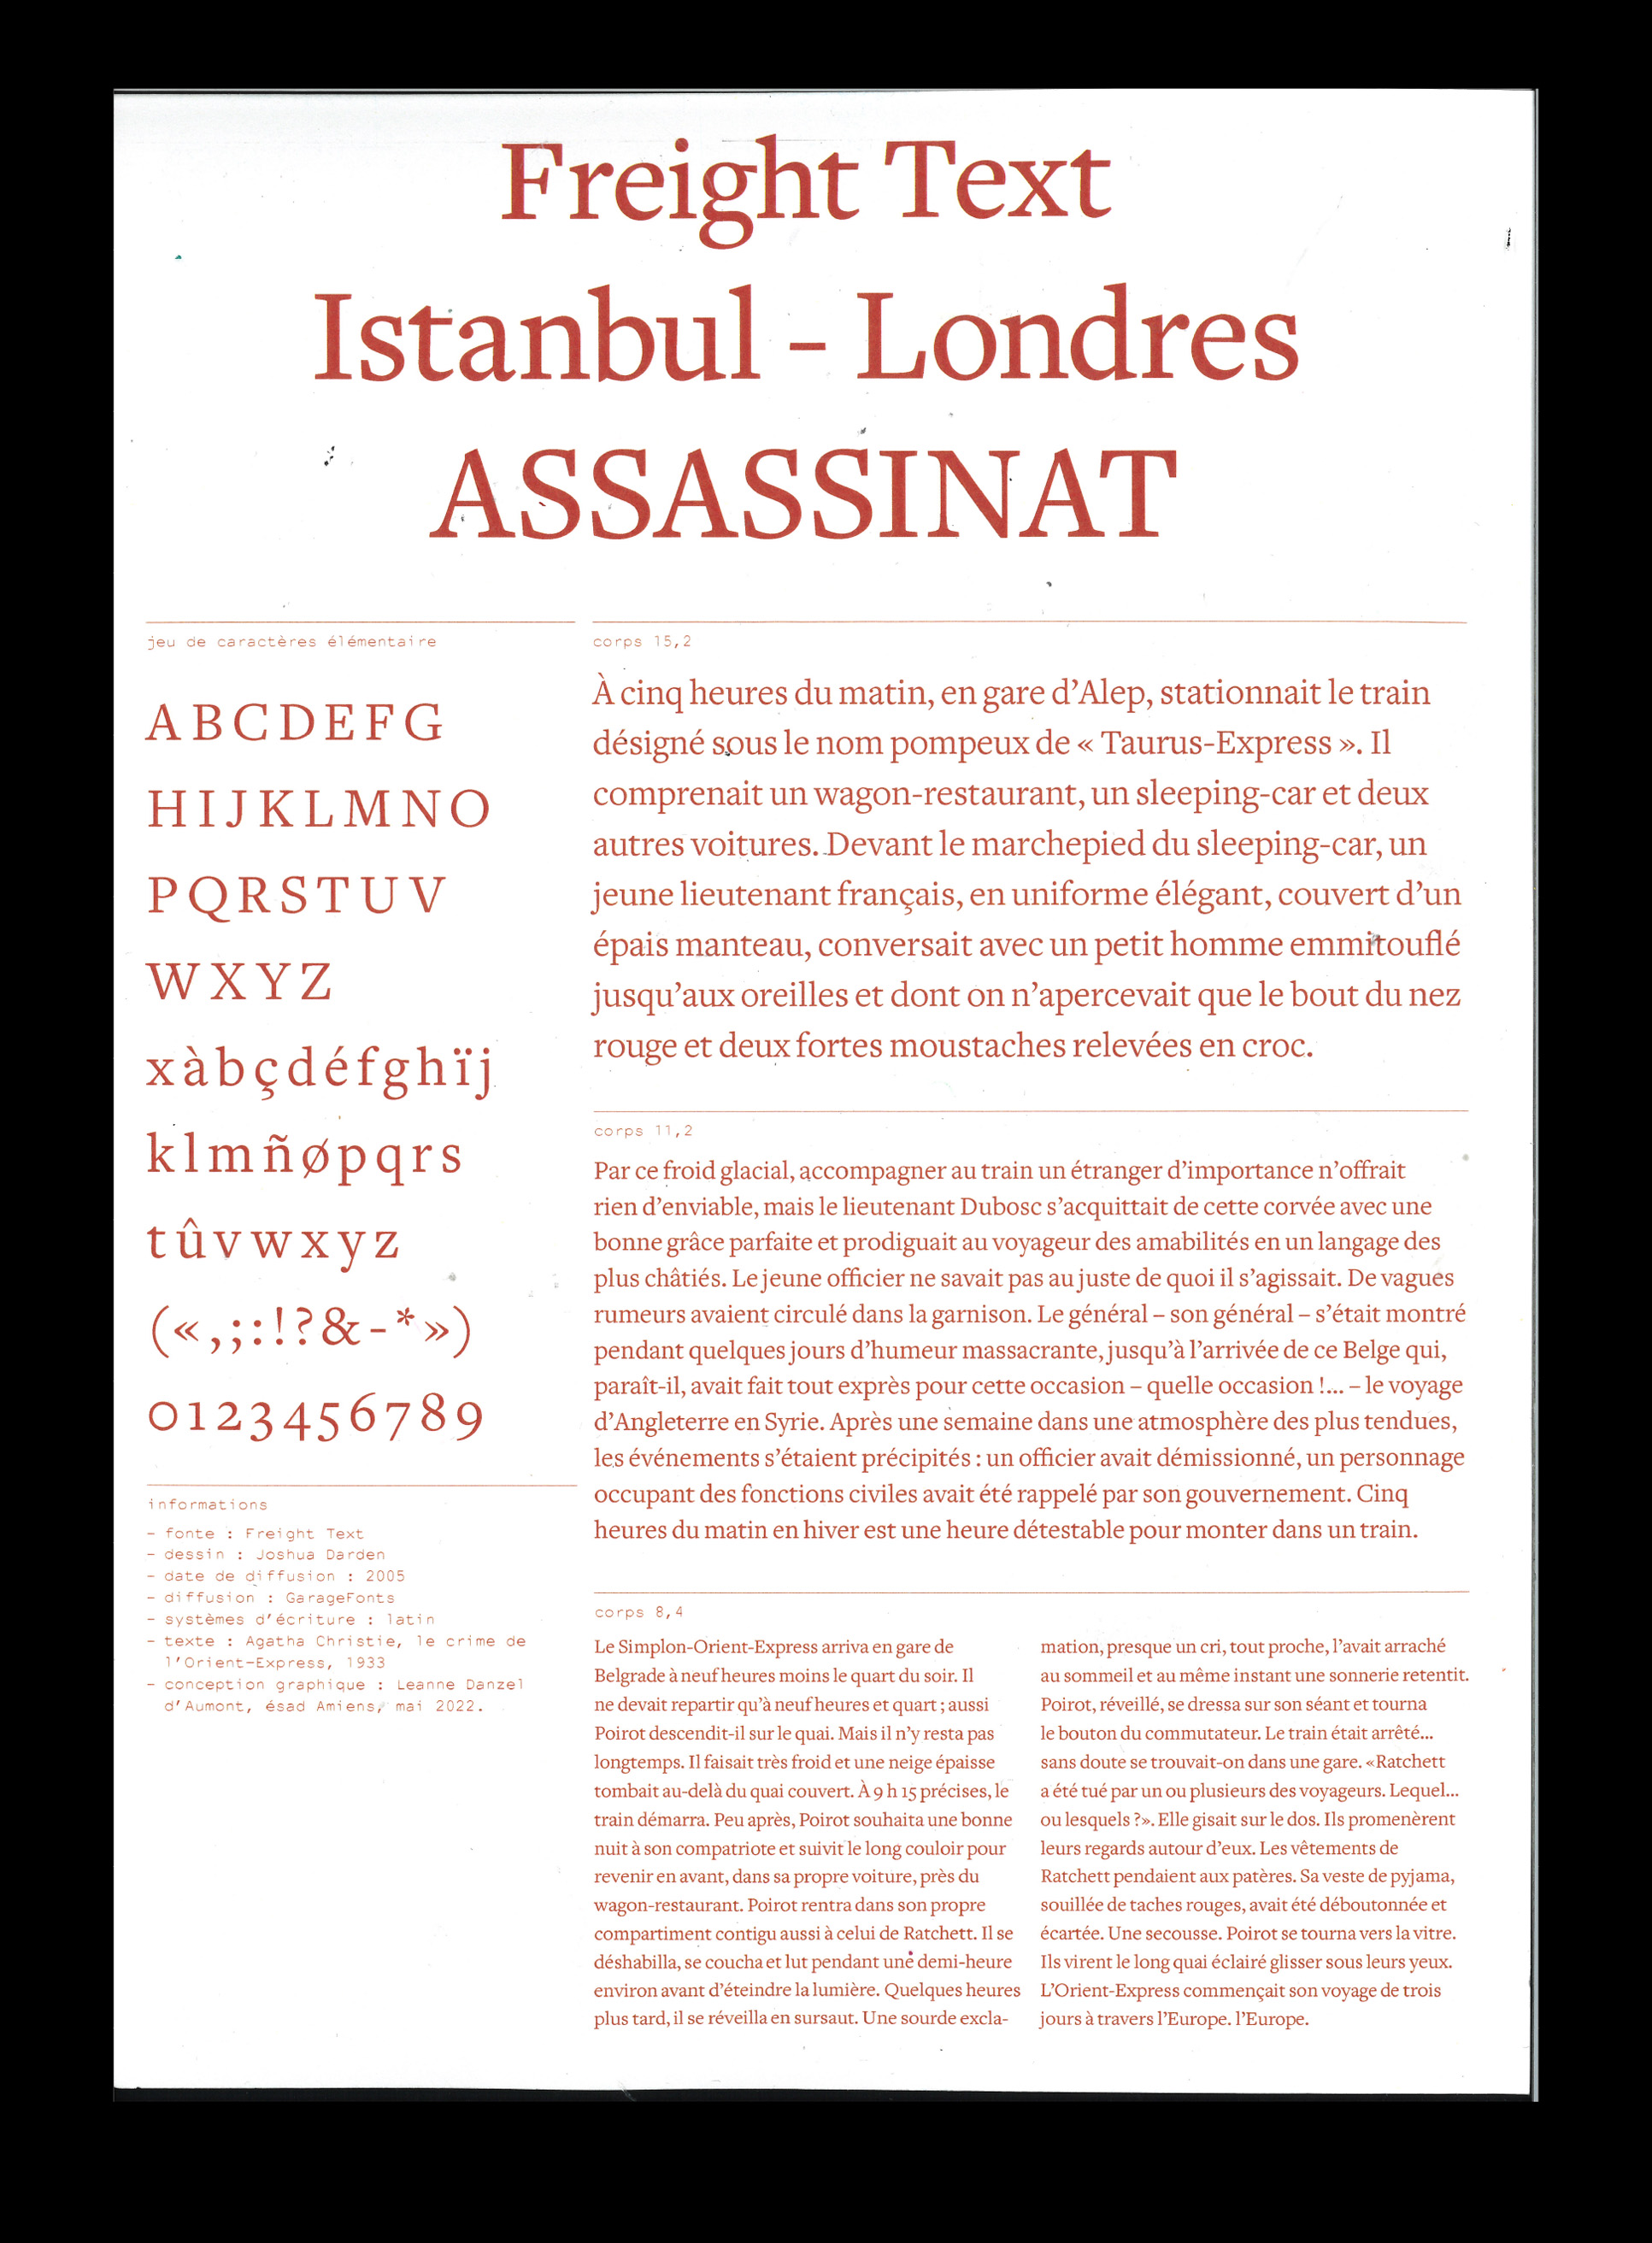 Freight Text
Istanbul - Londres
ASSASSINAT
jeu de caractères élémentaire
A B C D E F G
H I J K L M N O
P Q R S T U V
W X Y Z
x à b ç d é f g h ï j
k l m ñ ø p q r s
t û v w x y z
(« , ; : ! ? & - * »)
0 1 2 3 4 5 6 7 8 9
informations
– fonte : Freight Text
– dessin : Joshua Darden
– date de diffusion : 2005
– diffusion : GarageFonts
– systèmes d’écriture : latin
– texte : Agatha Christie, le crime de
l’Orient-Express, 1933
– conception graphique : Leanne Danzel
d’Aumont, ésad Amiens, mai 2022.
corps 15,2
À cinq heures du matin, en gare d’Alep, stationnait le train
désigné sous le nom pompeux de « Taurus-Express ». Il
comprenait un wagon-restaurant, un sleeping-car et deux
autres voitures. Devant le marchepied du sleeping-car, un
jeune lieutenant français, en uniforme élégant, couvert d’un
épais manteau, conversait avec un petit homme emmitouflé
jusqu’aux oreilles et dont on n’apercevait que le bout du nez
rouge et deux fortes moustaches relevées en croc.
corps 11,2
Par ce froid glacial, accompagner au train un étranger d’importance n’offrait
rien d’enviable, mais le lieutenant Dubosc s’acquittait de cette corvée avec une
bonne grâce parfaite et prodiguait au voyageur des amabilités en un langage des
plus châtiés. Le jeune officier ne savait pas au juste de quoi il s’agissait. De vagues
rumeurs avaient circulé dans la garnison. Le général – son général – s’était montré
pendant quelques jours d’humeur massacrante, jusqu’à l’arrivée de ce Belge qui,
paraît-il, avait fait tout exprès pour cette occasion – quelle occasion !... – le voyage
d’Angleterre en Syrie. Après une semaine dans une atmosphère des plus tendues,
les événements s’étaient précipités : un officier avait démissionné, un personnage
occupant des fonctions civiles avait été rappelé par son gouvernement. Cinq
heures du matin en hiver est une heure détestable pour monter dans un train.
corps 8,4
Le Simplon-Orient-Express arriva en gare de
Belgrade à neuf heures moins le quart du soir. Il
ne devait repartir qu’à neuf heures et quart ; aussi
Poirot descendit-il sur le quai. Mais il n’y resta pas
longtemps. Il faisait très froid et une neige épaisse
tombait au-delà du quai couvert. À 9 h 15 précises, le
train démarra. Peu après, Poirot souhaita une bonne
nuit à son compatriote et suivit le long couloir pour
revenir en avant, dans sa propre voiture, près du
wagon-restaurant. Poirot rentra dans son propre
compartiment contigu aussi à celui de Ratchett. Il se
déshabilla, se coucha et lut pendant une demi-heure
environ avant d’éteindre la lumière. Quelques heures
plus tard, il se réveilla en sursaut. Une sourde excla-
mation, presque un cri, tout proche, l’avait arraché
au sommeil et au même instant une sonnerie retentit.
Poirot, réveillé, se dressa sur son séant et tourna
le bouton du commutateur. Le train était arrêté...
sans doute se trouvait-on dans une gare. «Ratchett
a été tué par un ou plusieurs des voyageurs. Lequel...
ou lesquels ?». Elle gisait sur le dos. Ils promenèrent
leurs regards autour d’eux. Les vêtements de
Ratchett pendaient aux patères. Sa veste de pyjama,
souillée de taches rouges, avait été déboutonnée et
écartée. Une secousse. Poirot se tourna vers la vitre.
Ils virent le long quai éclairé glisser sous leurs yeux.
L’Orient-Express commençait son voyage de trois
jours à travers l’Europe. l’Europe.